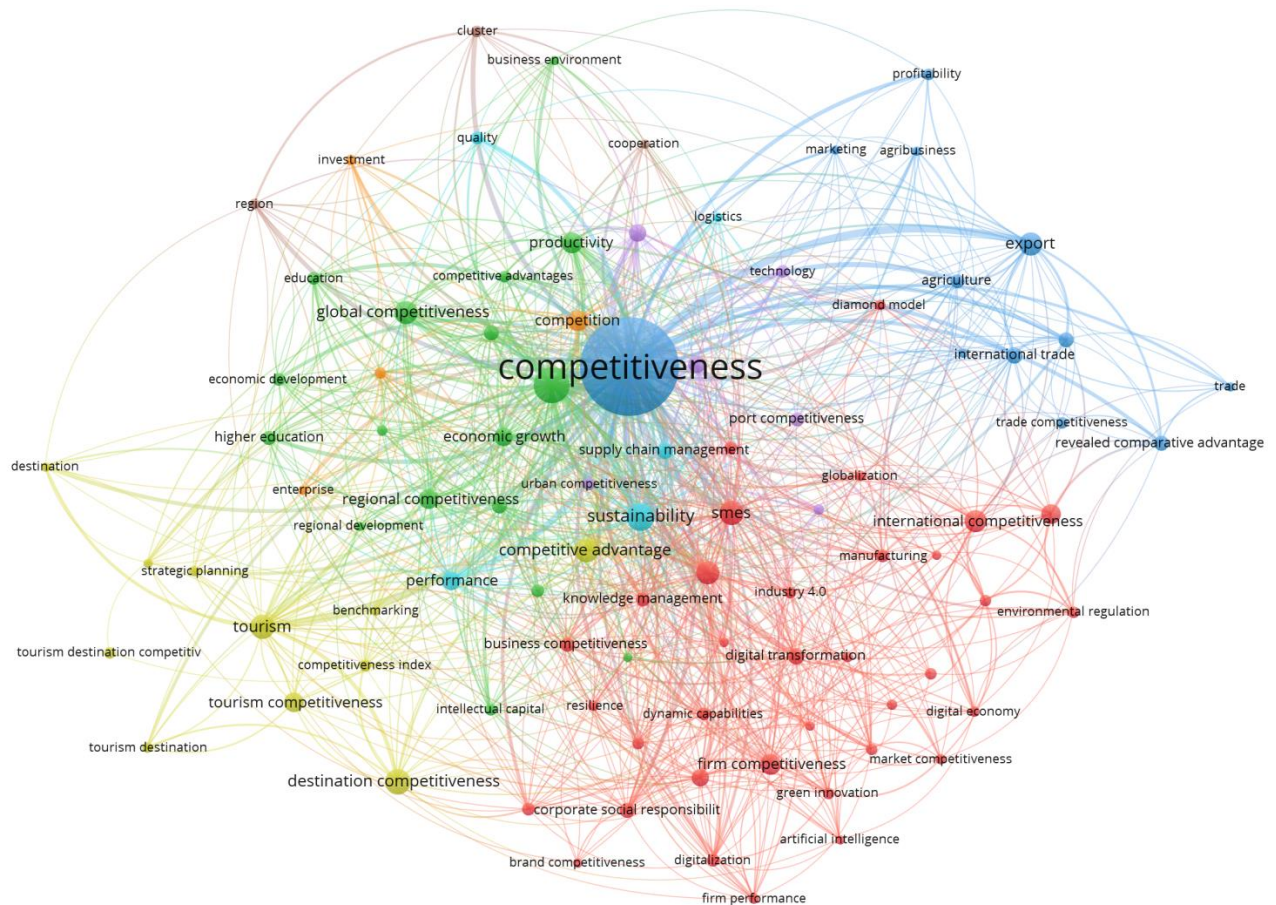 cluster
business environment
profitability
quality
cooperation
marketing
agribusiness
investment
region
logistics
productivity
export
technology
education
competitive advantages
agriculture
diamond model
global competitiveness
competition
international trade
competitiveness
economic development
trade
port competitiveness
trade competitiveness
higher education
economic growth
revealed comparative advantage
supply chain management
destination
globalization
urban competitiveness
enterprise
regional competitiveness
sustainability
smes
international competitiveness
regional development
competitive advantage
manufacturing
strategic planning
performance
industry 4.0
knowledge management
benchmarking
environmental regulation
tourism
business competitiveness
tourism destination competitiv
digital transformation
competitiveness index
tourism competitiveness
resilience
intellectual capital
dynamic capabilities
digital economy
tourism destination
market competitiveness
firm competitiveness
destination competitiveness
green innovation
corporate social responsibilit
artificial intelligence
brand competitiveness
digitalization
firm performance